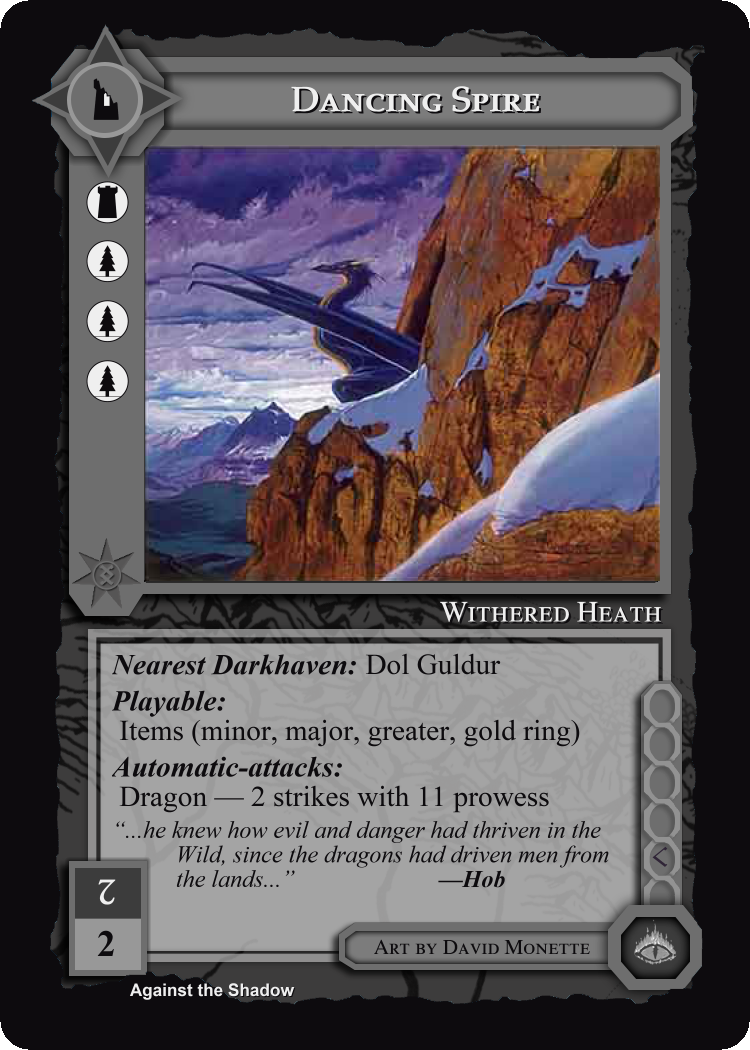 Dancing Spire
Withered Heath
Nearest Darkhaven: Dol Guldur
Playable:
Items (minor, major, greater, gold ring)
Automatic-attacks:
Dragon — 2 strikes with 11 prowess
“...he knew how evil and danger had thriven in the
Wild, since the dragons had driven men from
the lands...” —Hob
2
2
Art by David Monette
Against the Shadow